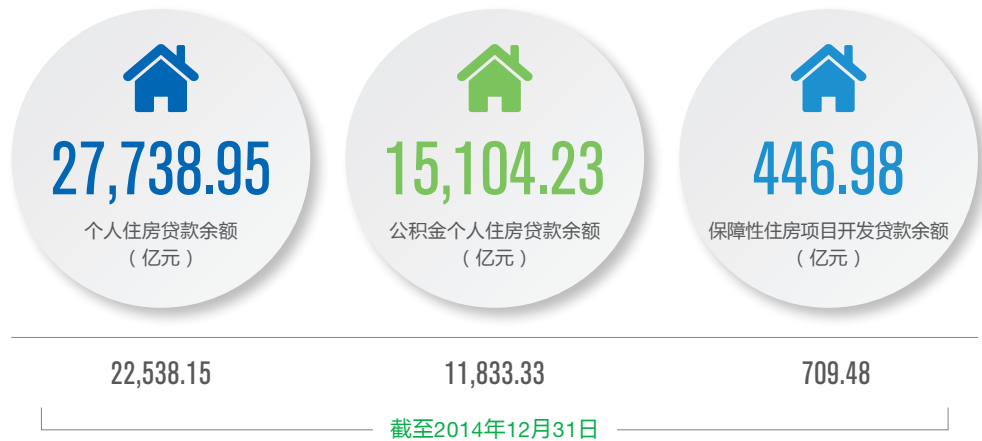 27,738.95
个人住房贷款余额
（亿元）
15,104.23
公积金个人住房贷款余额
（亿元）
446.98
保障性住房项目开发贷款余额
（亿元）
22,538.15 11,833.33 709.48
截至2014年12月31日